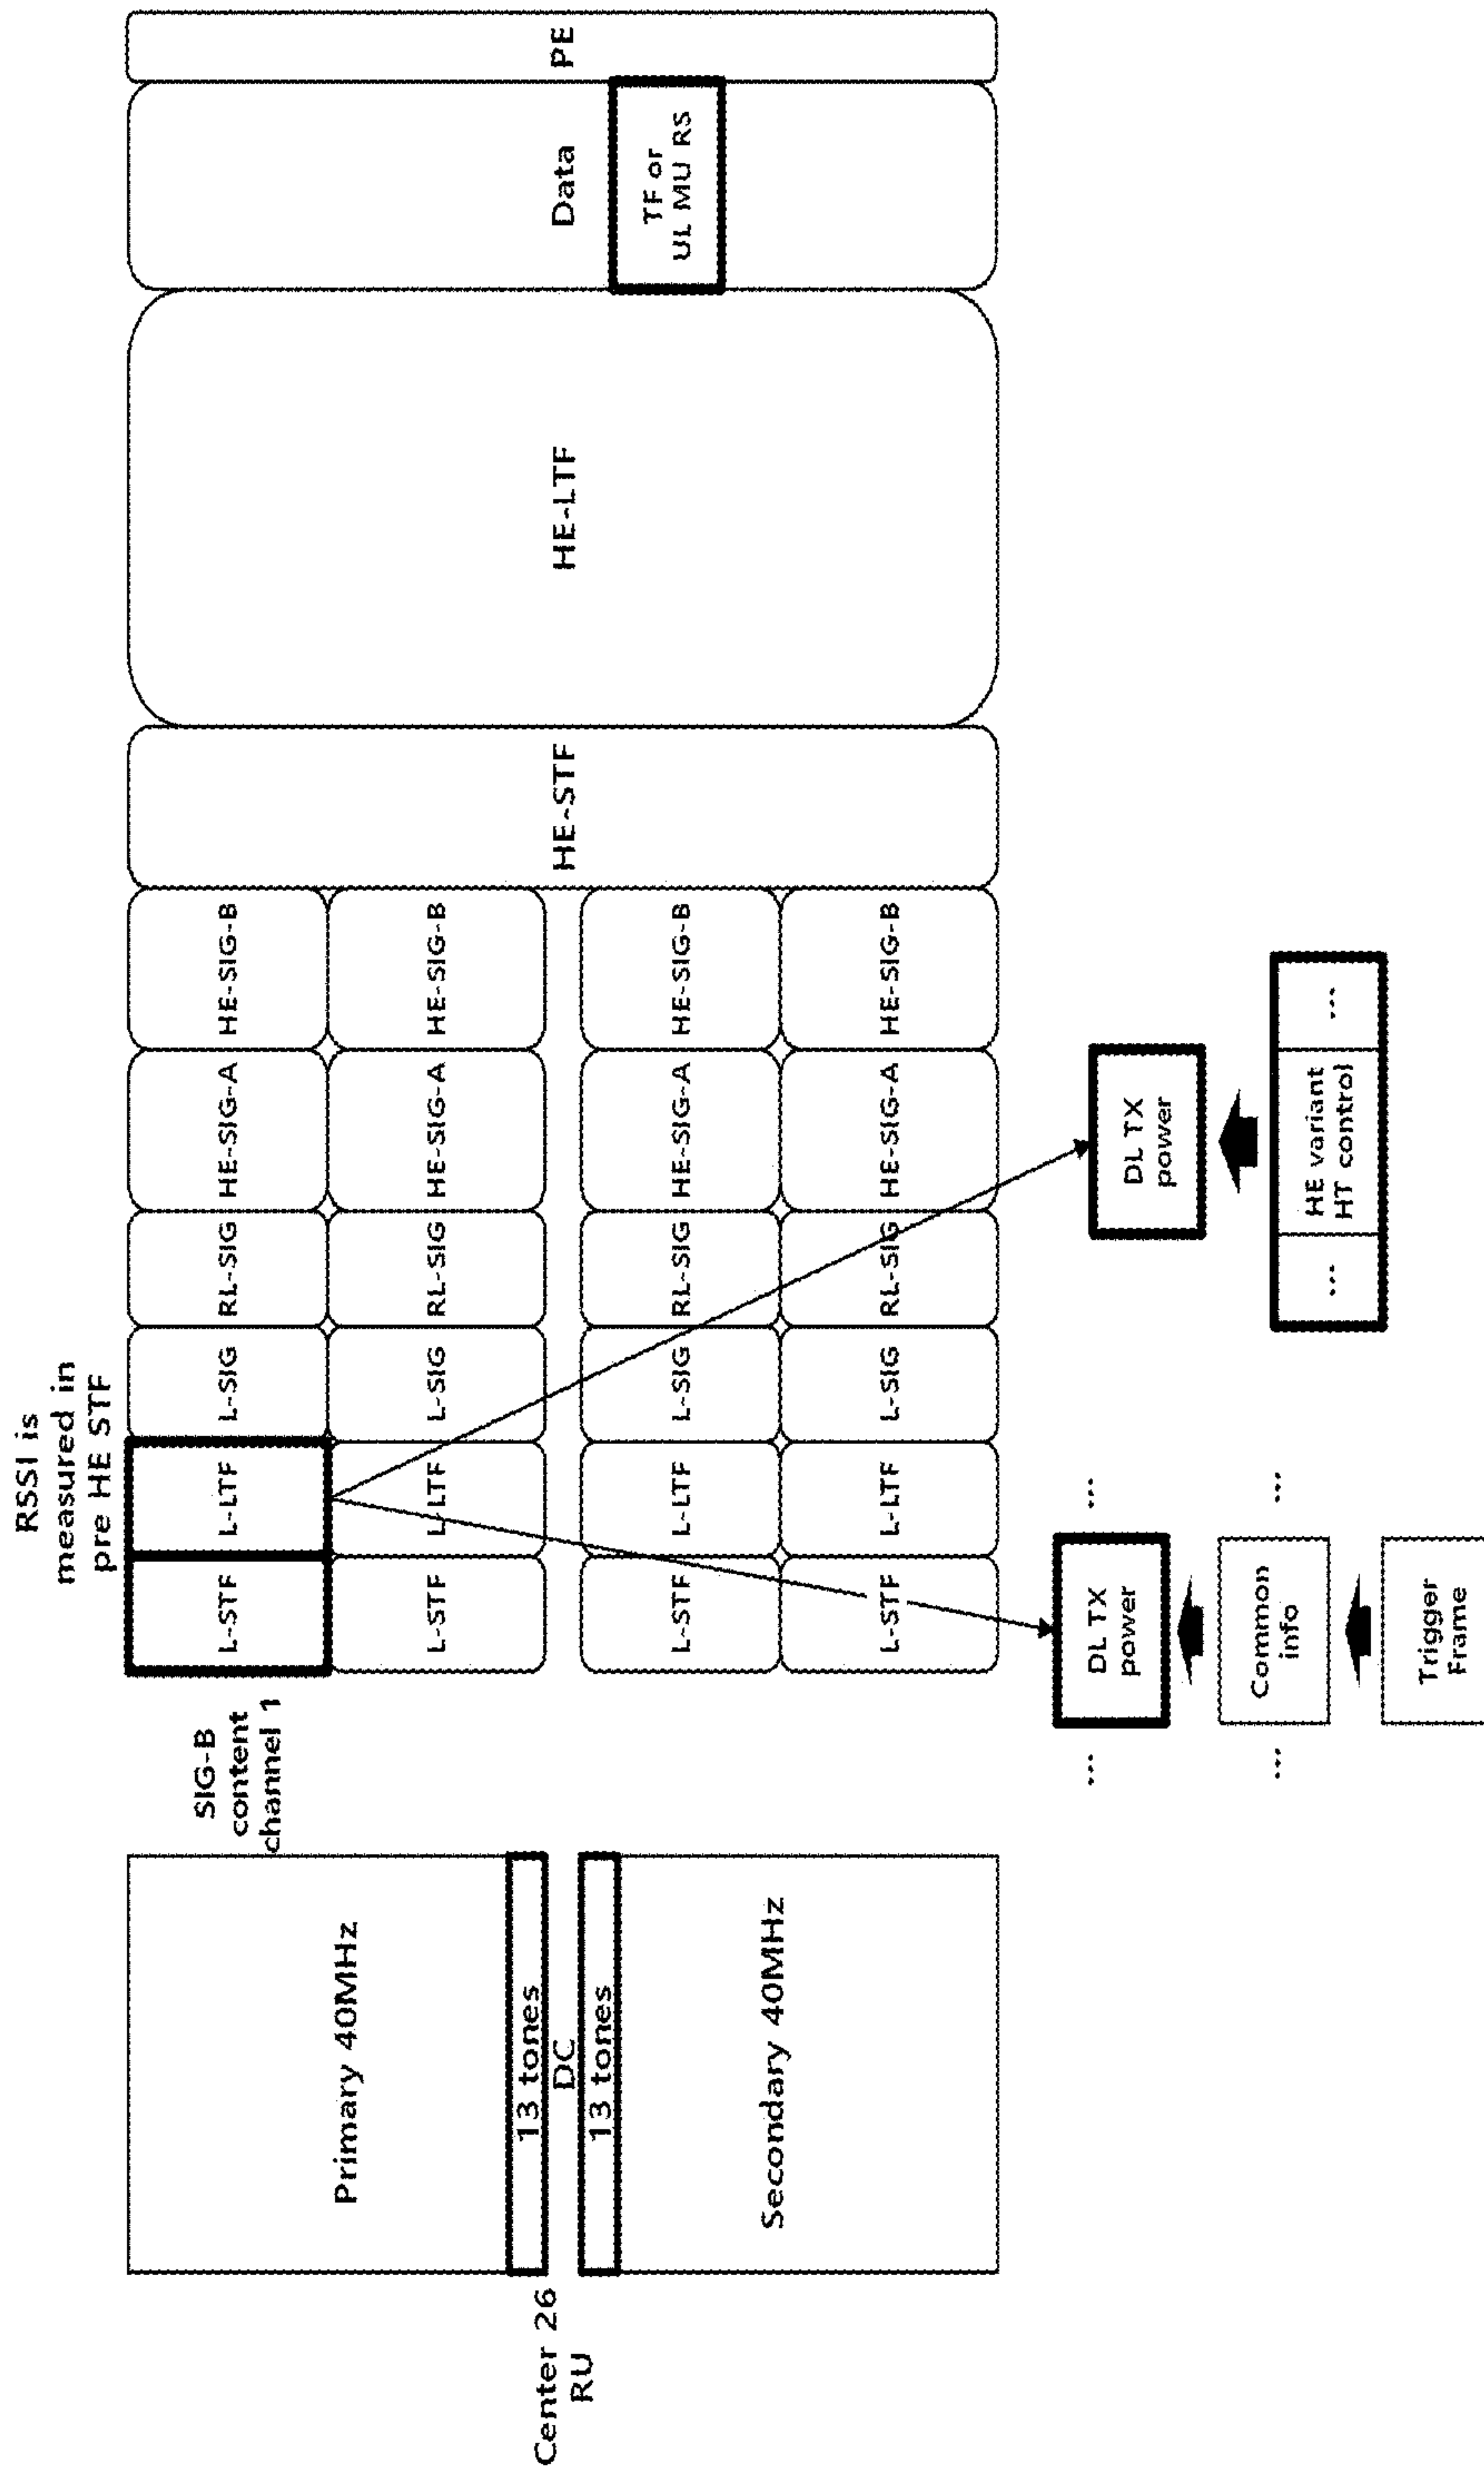 RSSI is
measured in
pre HE STF
SIG-B
content
channel 1
Primary 40MHz
13 tones
DC
13 tones
Secondary 40MHz
Center 26
RU
L-STF
L-LTF
L-SIG
RL-SIG
HE-SIG-A
HE-SIG-B
L-STF
L-LTF
L-SIG
RL-SIG
HE-SIG-A
HE-SIG-B
L-STF
L-LTF
L-SIG
RL-SIG
HE-SIG-A
HE-SIG-B
L-STF
L-LTF
L-SIG
RL-SIG
HE-SIG-A
HE-SIG-B
HE-STF
HE-LTF
Data
TF or
UL MU RS
PE
...
DL TX
power
...
DL TX
power
...
Common
info
...
...
HE variant
HT control
...
Trigger
Frame